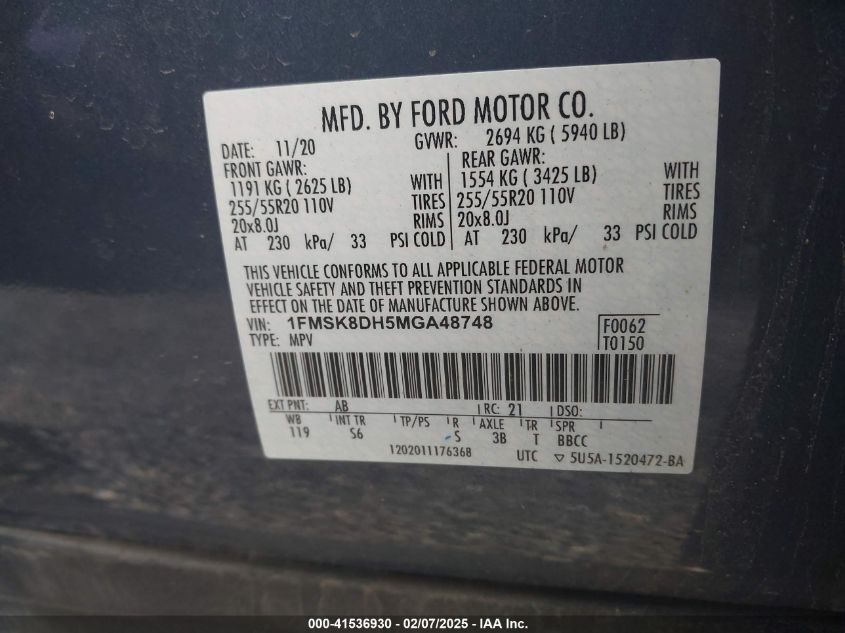 MFD. BY FORD MOTOR CO.
DATE: 11/20 GVWR: 2694 KG ( 5940 LB)
FRONT GAWR: REAR GAWR:
1191 KG ( 2625 LB) WITH 1554 KG ( 3425 LB) WITH
255/55R20 110V TIRES 255/55R20 110V TIRES
20x8.0J RIMS 20x8.0J RIMS
AT 230 kPa/ 33 PSI COLD AT 230 kPa/ 33 PSI COLD
THIS VEHICLE CONFORMS TO ALL APPLICABLE FEDERAL MOTOR
VEHICLE SAFETY AND THEFT PREVENTION STANDARDS IN
EFFECT ON THE DATE OF MANUFACTURE SHOWN ABOVE.
VIN: 1FMSK8DH5MGA48748 F0062
TYPE: MPV T0150
EXT PNT: AB RC: 21 DSO:
WB INT TR TP/PS R AXLE TR SPR
119 S6 S 3B T BBCC
1202011176368 UTC ▽ 5U5A-1520472-BA
000-41536930 - 02/07/2025 - IAA Inc.